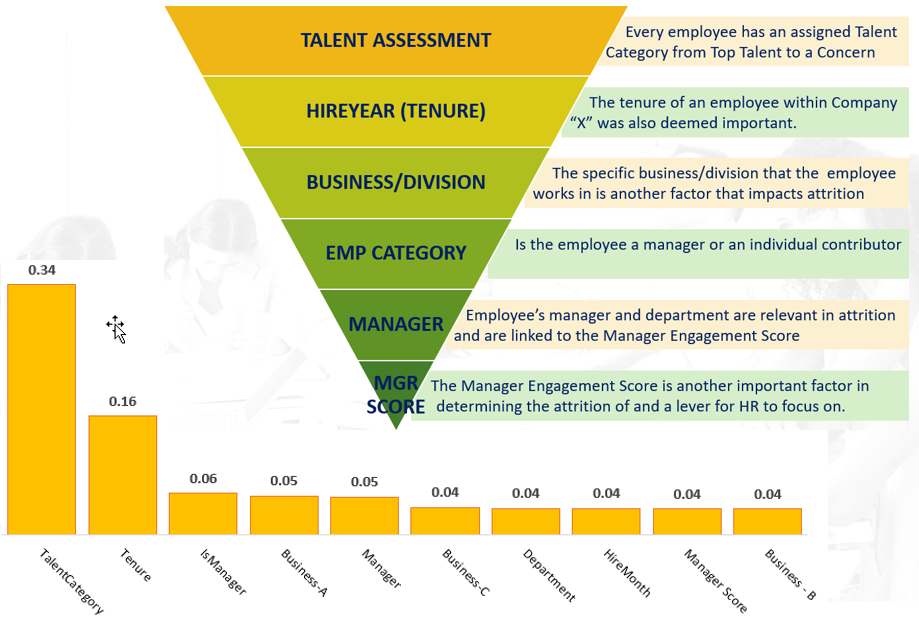 TALENT ASSESSMENT
Every employee has an assigned Talent
Category from Top Talent to a Concern
HIREYEAR (TENURE)
The tenure of an employee within Company
“X” was also deemed important.
BUSINESS/DIVISION
The specific business/division that the employee
works in is another factor that impacts attrition
EMP CATEGORY
Is the employee a manager or an individual contributor
MANAGER
Employee’s manager and department are relevant in attrition
and are linked to the Manager Engagement Score
MGR
SCORE
The Manager Engagement Score is another important factor in
determining the attrition of and a lever for HR to focus on.
0.34
0.16
0.06
0.05
0.05
0.04
0.04
0.04
0.04
0.04
TalentCategory
Tenure
IsManager
Business-A
Manager
Business-C
Department
HireMonth
Manager Score
Business - B